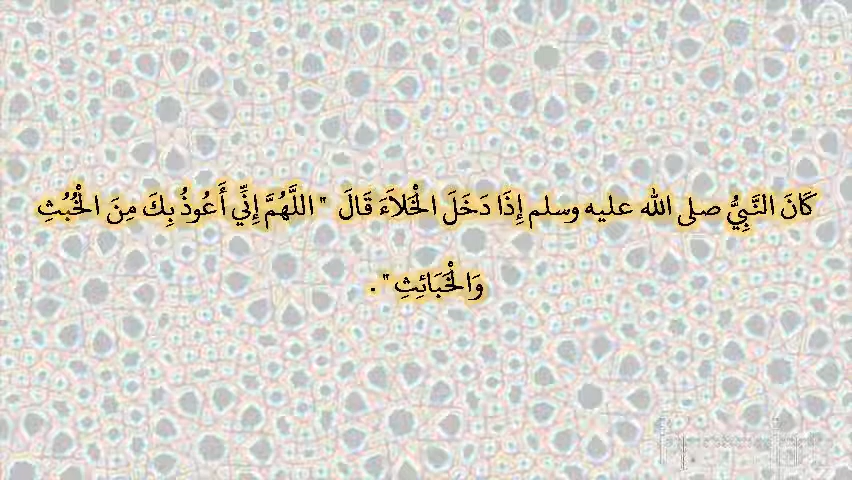 كَانَ النَّبِيُّ صلى الله عليه وسلم إِذَا دَخَلَ الْخَلاَءَ قَالَ ‏"‏ اللَّهُمَّ إِنِّي أَعُوذُ بِكَ مِنَ الْخُبُثِ
وَالْخَبَائِثِ ‏"‏‏.‏